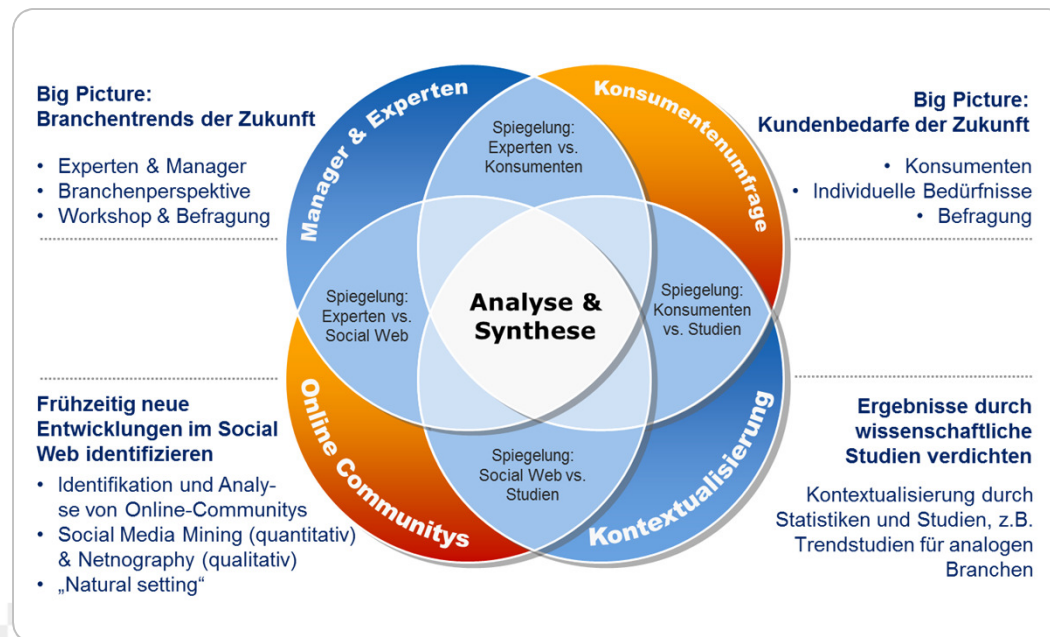 Big Picture:
Branchentrends der Zukunft
• Experten & Manager
• Branchenperspektive
• Workshop & Befragung
Manager & Experten
Spiegelung:
Experten vs.
Konsumenten
Konsumentenumfrage
Big Picture:
Kundenbedarfe der Zukunft
• Konsumenten
• Individuelle Bedürfnisse
• Befragung
Spiegelung:
Experten vs.
Social Web
Analyse &
Synthese
Spiegelung:
Konsumenten
vs. Studien
Frühzeitig neue
Entwicklungen im Social
Web identifizieren
• Identifikation und Analy-
se von Online-Communitys
• Social Media Mining (quantitativ)
& Netnography (qualitativ)
• „Natural setting“
Online Communitys
Spiegelung:
Social Web vs.
Studien
Kontextualisierung
Ergebnisse durch
wissenschaftliche
Studien verdichten
Kontextualisierung durch
Statistiken und Studien, z.B.
Trendstudien für analogen
Branchen